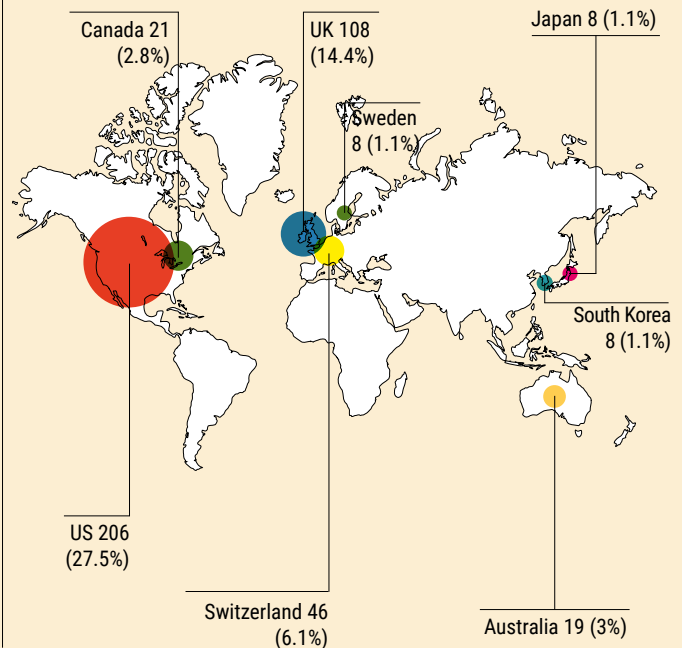 Canada 21
(2.8%)
UK 108
(14.4%)
Japan 8 (1.1%)
Sweden
8 (1.1%)
South Korea
8 (1.1%)
US 206
(27.5%)
Switzerland 46
(6.1%)
Australia 19 (3%)